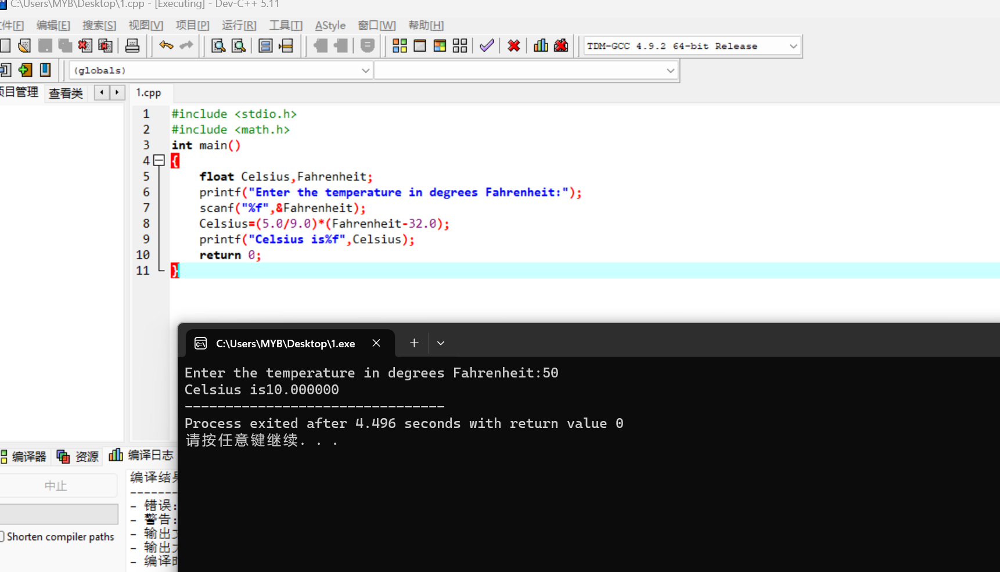 C:\Users\MYB\Desktop\1.cpp - [Executing] - Dev-C++ 5.11
件[F] 编辑[E] 搜索[S] 视图[V] 项目[P] 运行[R] 工具[T] AStyle 窗口[W] 帮助[H]
TDM-GCC 4.9.2 64-bit Release
(globals)
项目管理 查看类 1.cpp
1 #include <stdio.h>
2 #include <math.h>
3 int main()
4 {
5 float Celsius,Fahrenheit;
6 printf("Enter the temperature in degrees Fahrenheit:");
7 scanf("%f",&Fahrenheit);
8 Celsius=(5.0/9.0)*(Fahrenheit-32.0);
9 printf("Celsius is%f",Celsius);
10 return 0;
11 }
C:\Users\MYB\Desktop\1.exe
Enter the temperature in degrees Fahrenheit:50
Celsius is10.000000
--------------------------------
Process exited after 4.496 seconds with return value 0
请按任意键继续. . .
编译器 资源 编译日志
中止
Shorten compiler paths
编译结果
--------
- 错误:
- 警告:
- 输出
- 输出
- 编译时